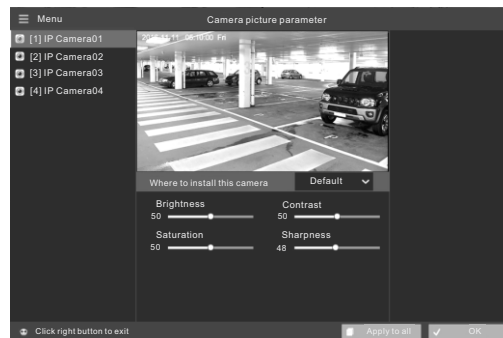 Menu
Camera picture parameter
[1] IP Camera01
[2] IP Camera02
[3] IP Camera03
[4] IP Camera04
Where to install this camera
Default
Brightness
50
Contrast
50
Saturation
50
Sharpness
48
Click right button to exit
Apply to all
OK